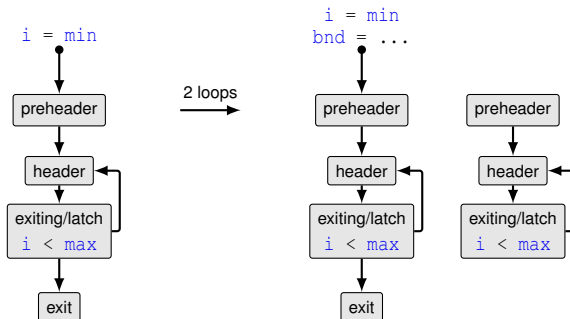 i = min
preheader
header
exiting/latch
i < max
exit
2 loops
i = min
bnd = ...
preheader
header
exiting/latch
i < max
exit
preheader
header
exiting/latch
i < max